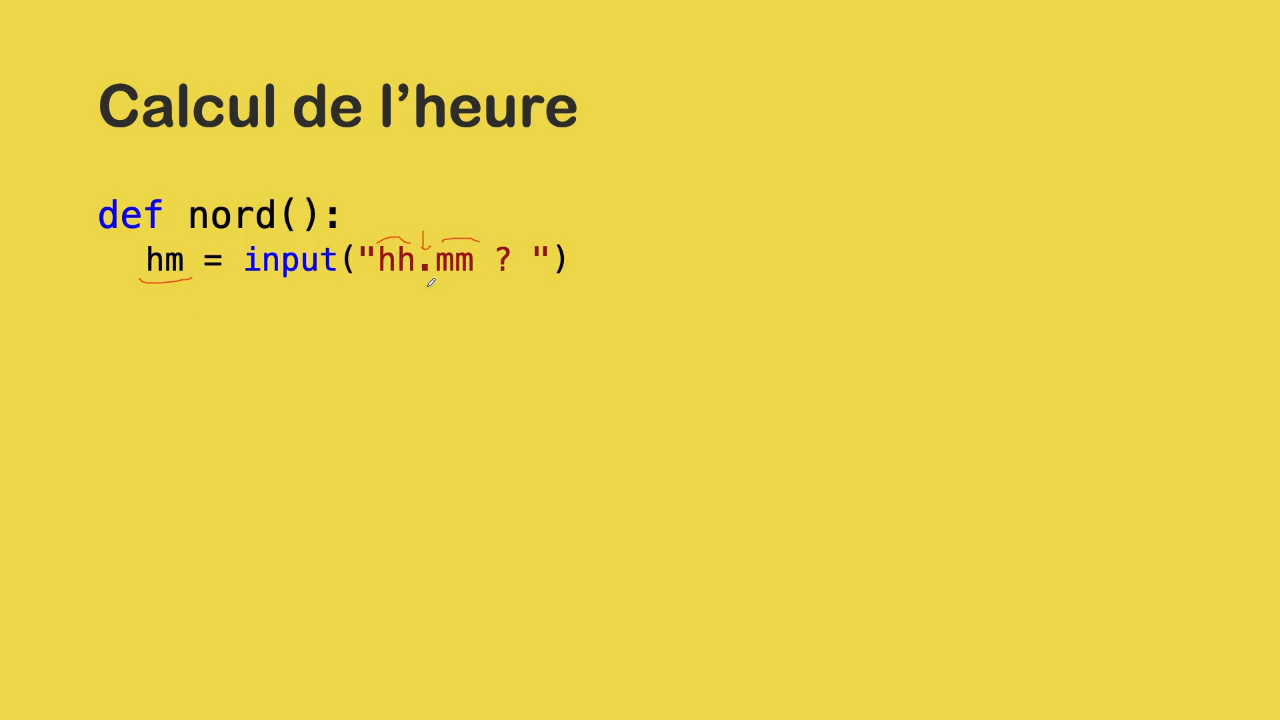 Calcul de l’heure
def nord():
hm = input("hh.mm ? ")